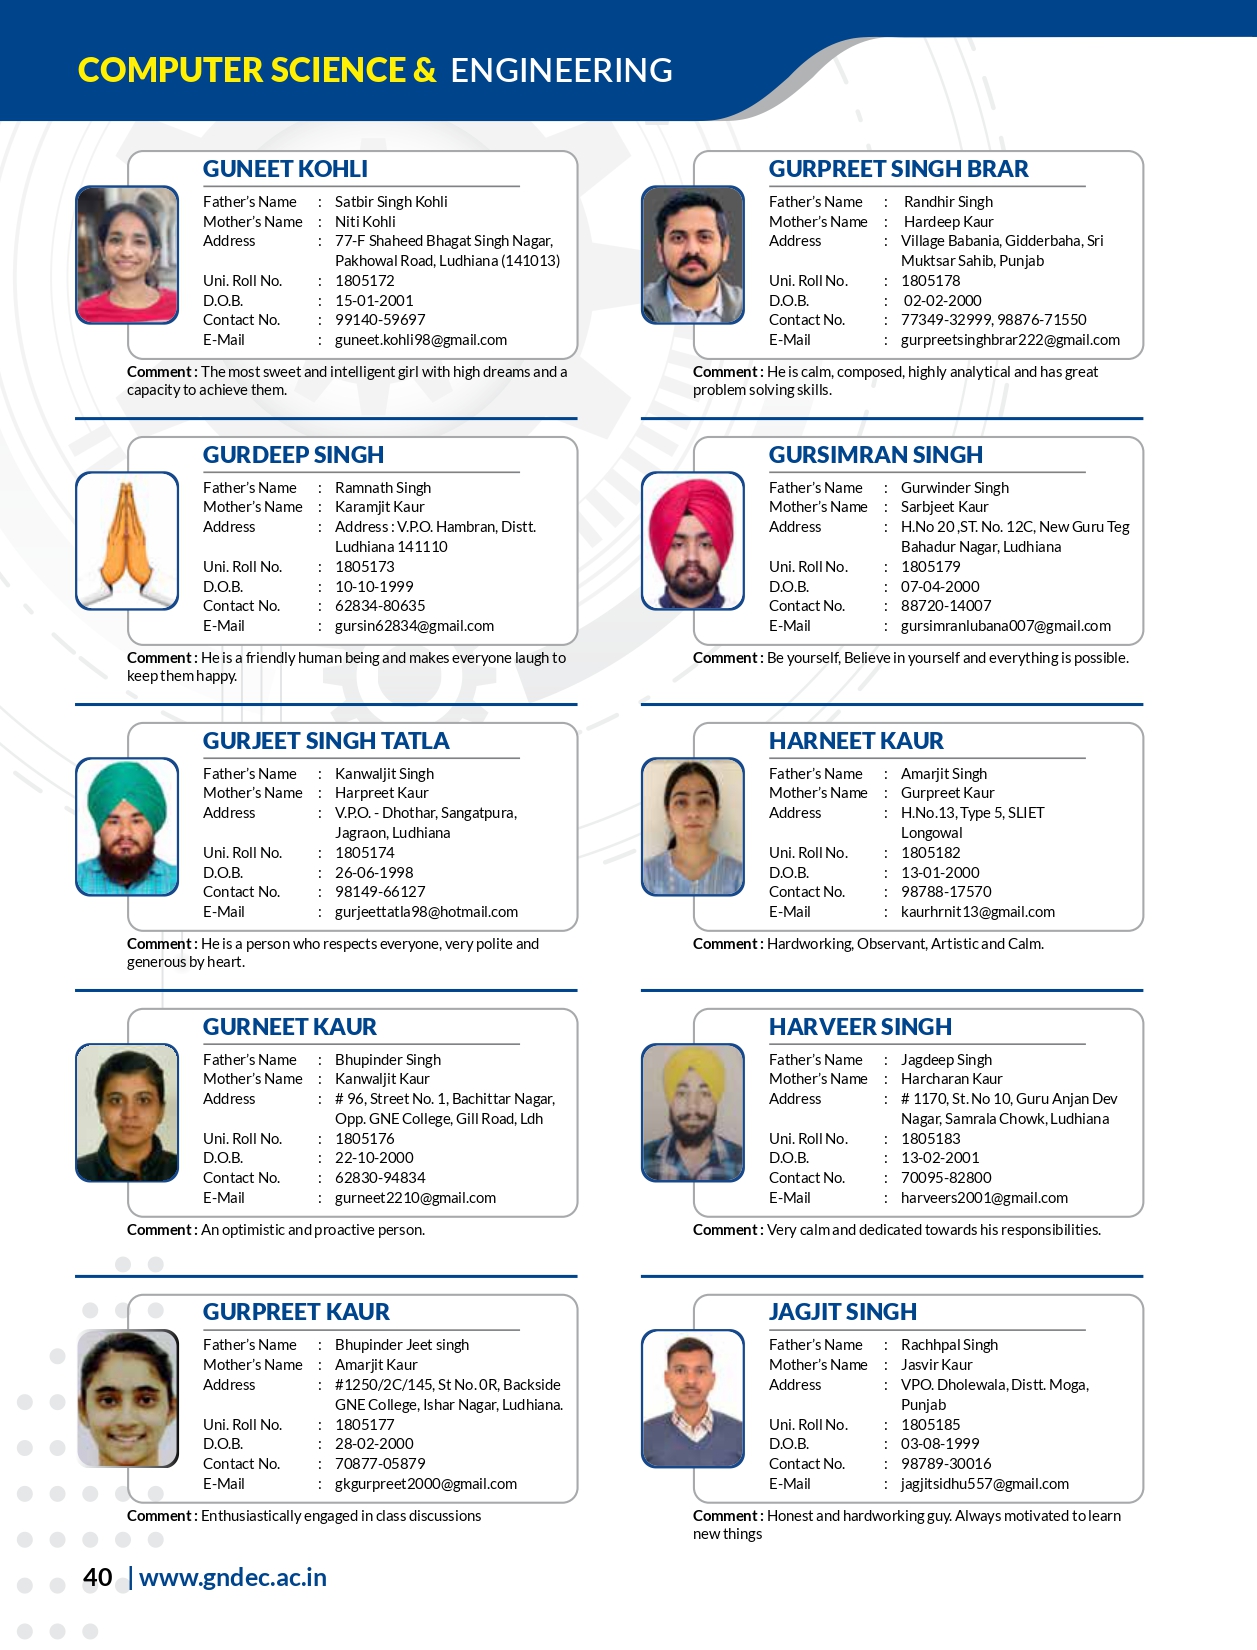 COMPUTER SCIENCE & ENGINEERING
GUNEET KOHLI
Father's Name : Satbir Singh Kohli
Mother's Name : Niti Kohli
Address : 77-F Shaheed Bhagat Singh Nagar,
Pakhowal Road, Ludhiana (141013)
Uni. Roll No. : 1805172
D.O.B. : 15-01-2001
Contact No. : 99140-59697
E-Mail : guneet.kohli98@gmail.com
Comment : The most sweet and intelligent girl with high dreams and a
capacity to achieve them.
GURDEEP SINGH
Father's Name : Ramnath Singh
Mother's Name : Karamjit Kaur
Address : Address : V.P.O. Hambran, Distt.
Ludhiana 141110
Uni. Roll No. : 1805173
D.O.B. : 10-10-1999
Contact No. : 62834-80635
E-Mail : gursin62834@gmail.com
Comment : He is a friendly human being and makes everyone laugh to
keep them happy.
GURJEET SINGH TATLA
Father's Name : Kanwaljit Singh
Mother's Name : Harpreet Kaur
Address : V.P.O. - Dhothar, Sangatpura,
Jagraon, Ludhiana
Uni. Roll No. : 1805174
D.O.B. : 26-06-1998
Contact No. : 98149-66127
E-Mail : gurjeettatla98@hotmail.com
Comment : He is a person who respects everyone, very polite and
generous by heart.
GURNEET KAUR
Father's Name : Bhupinder Singh
Mother's Name : Kanwaljit Kaur
Address : # 96, Street No. 1, Bachittar Nagar,
Opp. GNE College, Gill Road, Ldh
Uni. Roll No. : 1805176
D.O.B. : 22-10-2000
Contact No. : 62830-94834
E-Mail : gurneet2210@gmail.com
Comment : An optimistic and proactive person.
GURPREET KAUR
Father's Name : Bhupinder Jeet singh
Mother's Name : Amarjit Kaur
Address : #1250/2C/145, St No. 0R, Backside
GNE College, Ishar Nagar, Ludhiana.
Uni. Roll No. : 1805177
D.O.B. : 28-02-2000
Contact No. : 70877-05879
E-Mail : gkgurpreet2000@gmail.com
Comment : Enthusiastically engaged in class discussions
GURPREET SINGH BRAR
Father's Name : Randhir Singh
Mother's Name : Hardeep Kaur
Address : Village Babania, Gidderbaha, Sri
Muktsar Sahib, Punjab
Uni. Roll No. : 1805178
D.O.B. : 02-02-2000
Contact No. : 77349-32999, 98876-71550
E-Mail : gurpreetsinghbrar222@gmail.com
Comment : He is calm, composed, highly analytical and has great
problem solving skills.
GURSIMRAN SINGH
Father's Name : Gurwinder Singh
Mother's Name : Sarbjeet Kaur
Address : H.No 20 ,ST. No. 12C, New Guru Teg
Bahadur Nagar, Ludhiana
Uni. Roll No. : 1805179
D.O.B. : 07-04-2000
Contact No. : 88720-14007
E-Mail : gursimranlubana007@gmail.com
Comment : Be yourself, Believe in yourself and everything is possible.
HARNEET KAUR
Father's Name : Amarjit Singh
Mother's Name : Gurpreet Kaur
Address : H.No.13, Type 5, SLIET
Longowal
Uni. Roll No. : 1805182
D.O.B. : 13-01-2000
Contact No. : 98788-17570
E-Mail : kaurhrnit13@gmail.com
Comment : Hardworking, Observant, Artistic and Calm.
HARVEER SINGH
Father's Name : Jagdeep Singh
Mother's Name : Harcharan Kaur
Address : # 1170, St. No 10, Guru Anjan Dev
Nagar, Samrala Chowk, Ludhiana
Uni. Roll No. : 1805183
D.O.B. : 13-02-2001
Contact No. : 70095-82800
E-Mail : harveers2001@gmail.com
Comment : Very calm and dedicated towards his responsibilities.
JAGJIT SINGH
Father's Name : Rachhpal Singh
Mother's Name : Jasvir Kaur
Address : VPO. Dholewala, Distt. Moga,
Punjab
Uni. Roll No. : 1805185
D.O.B. : 03-08-1999
Contact No. : 98789-30016
E-Mail : jagjitsidhu557@gmail.com
Comment : Honest and hardworking guy. Always motivated to learn
new things
40 | www.gndec.ac.in